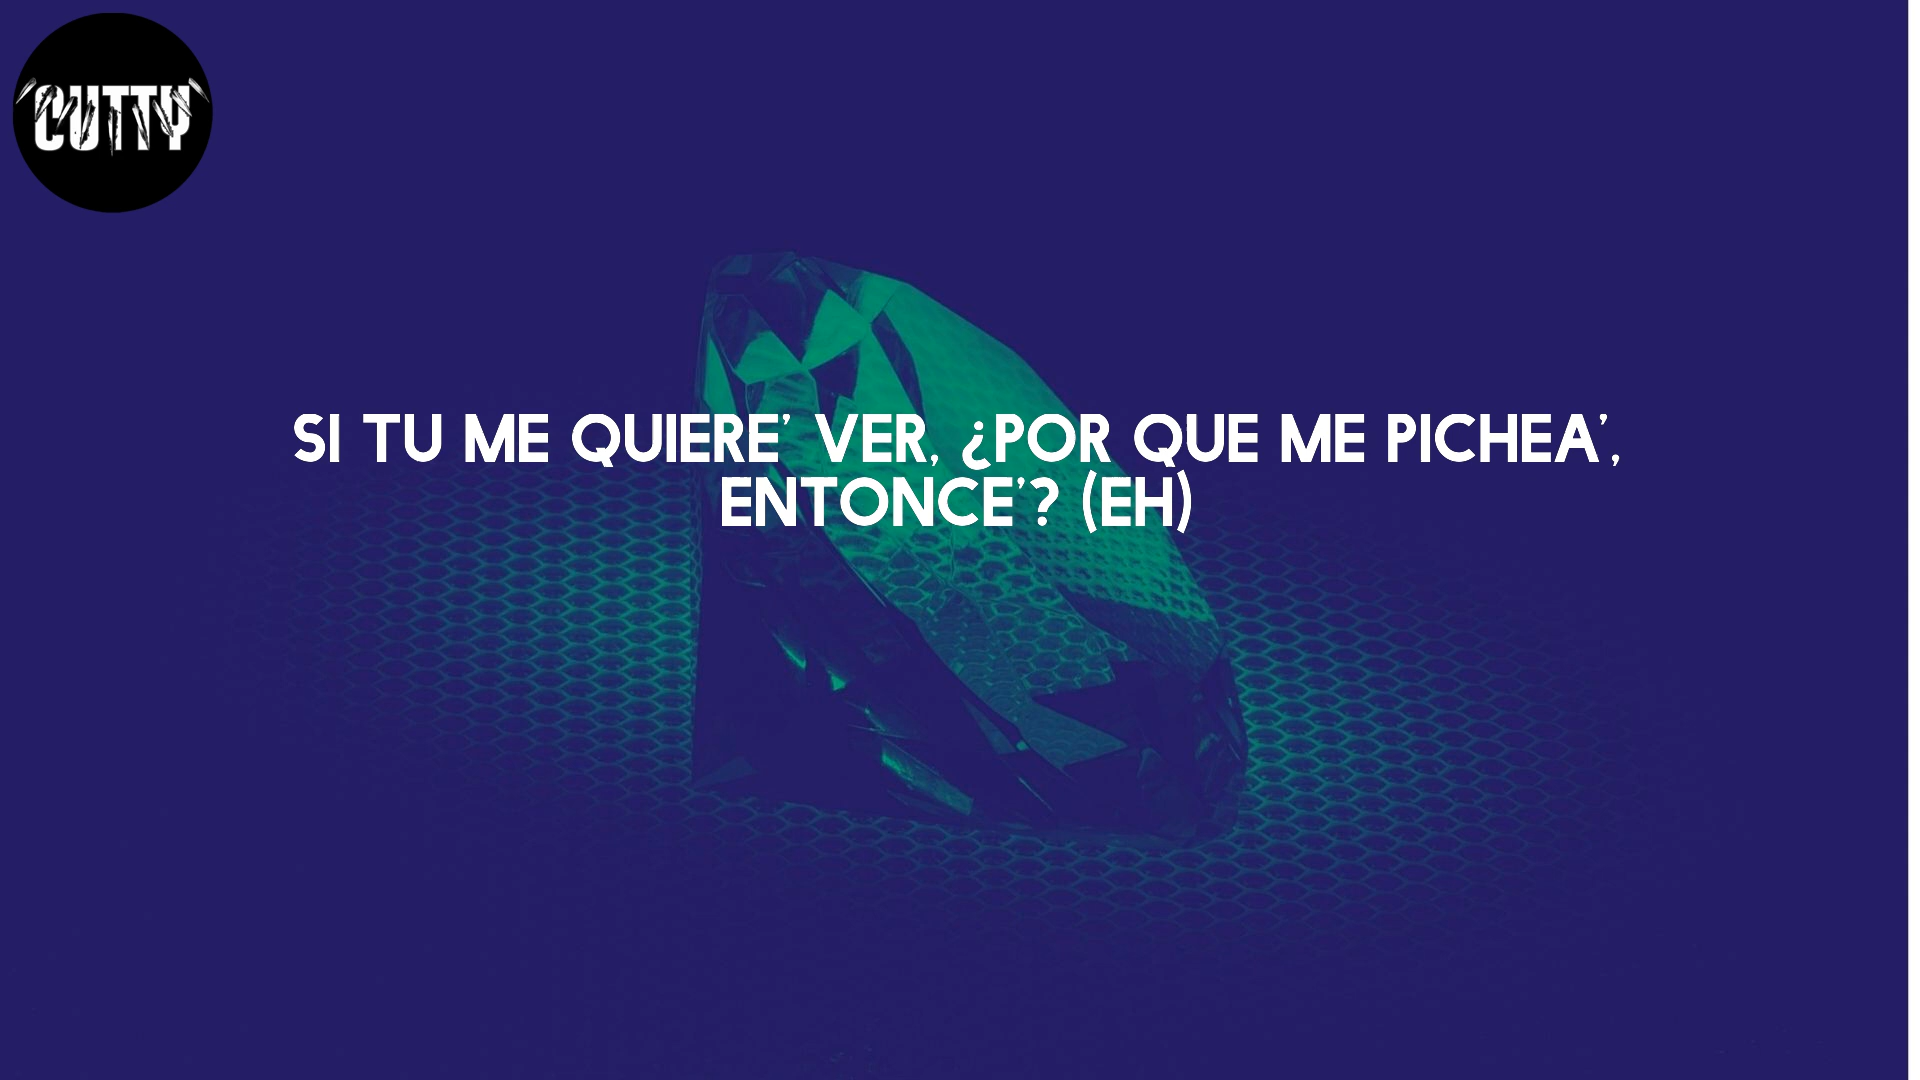 CUTTY
SI TU ME QUIERE' VER, ¿POR QUE ME PICHEA',
ENTONCE'? (EH)